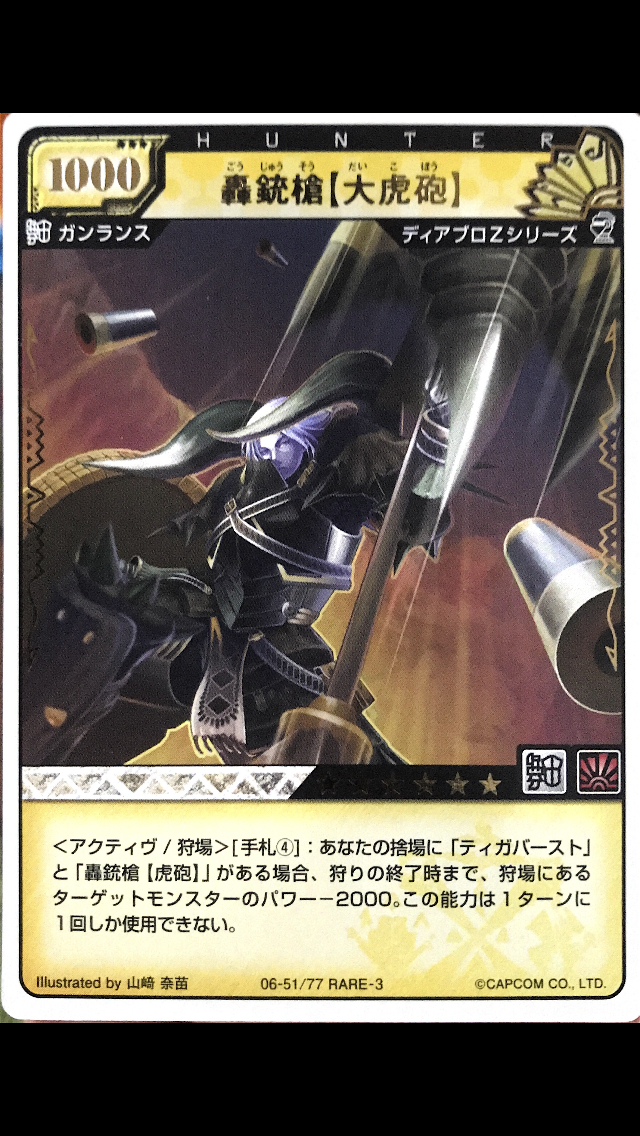 HUNTER
1000
ごう じゅう そう だい こ ほう
轟銃槍【大虎砲】
ガンランス
ディアブロZシリーズ
<アクティヴ / 狩場>[手札④]：あなたの捨場に「ティガバースト」
と「轟銃槍【虎砲】」がある場合、狩りの終了時まで、狩場にある
ターゲットモンスターのパワー−2000。この能力は１ターンに
１回しか使用できない。
Illustrated by 山﨑 奈苗
06-51/77 RARE-3
©CAPCOM CO., LTD.